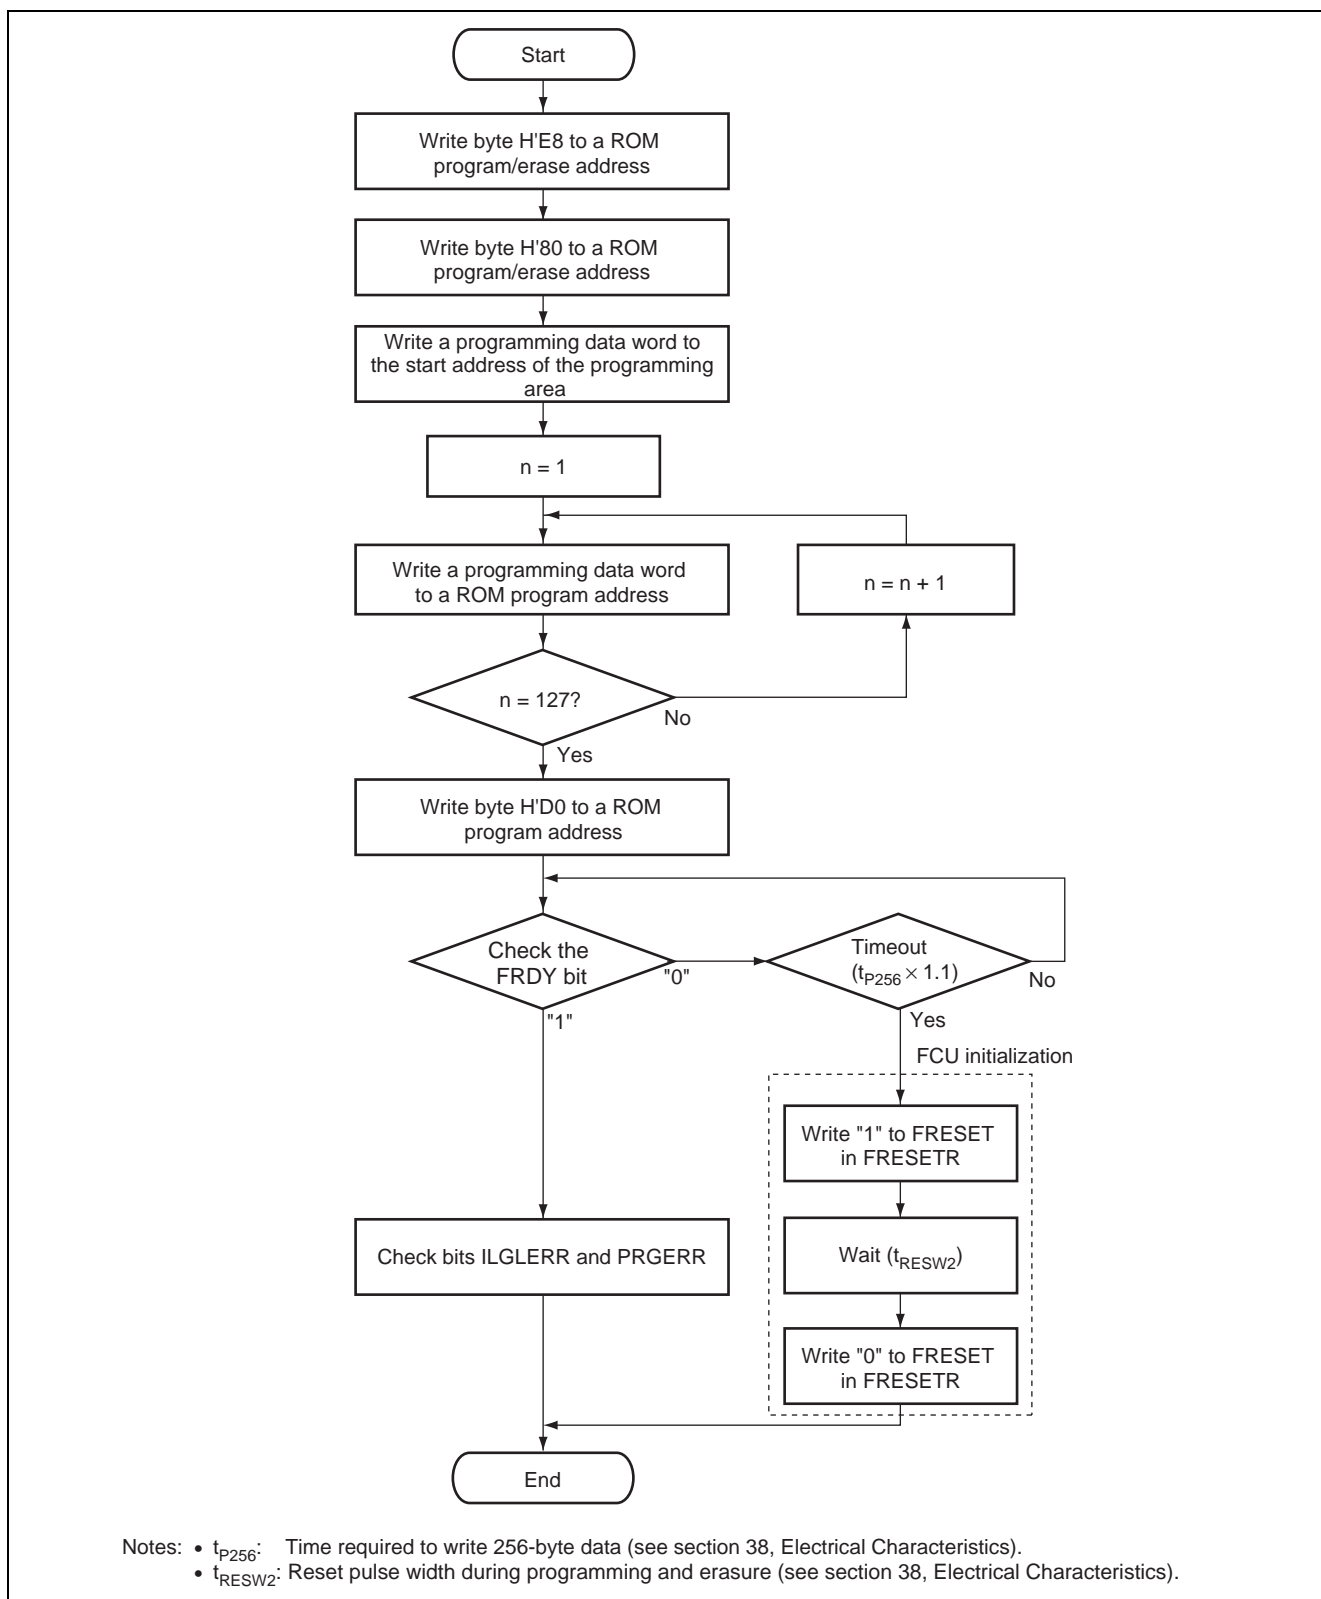 Start
Write byte H'E8 to a ROM
program/erase address
Write byte H'80 to a ROM
program/erase address
Write a programming data word to
the start address of the programming
area
n = 1
Write a programming data word
to a ROM program address
n = n + 1
n = 127?
No
Yes
Write byte H'D0 to a ROM
program address
Check the
FRDY bit
"0"
"1"
Timeout
(tP256 × 1.1)
No
Yes
FCU initialization
Write "1" to FRESET
in FRESETR
Wait (tRESW2)
Write "0" to FRESET
in FRESETR
Check bits ILGLERR and PRGERR
End
Notes: • tP256: Time required to write 256-byte data (see section 38, Electrical Characteristics).
• tRESW2: Reset pulse width during programming and erasure (see section 38, Electrical Characteristics).